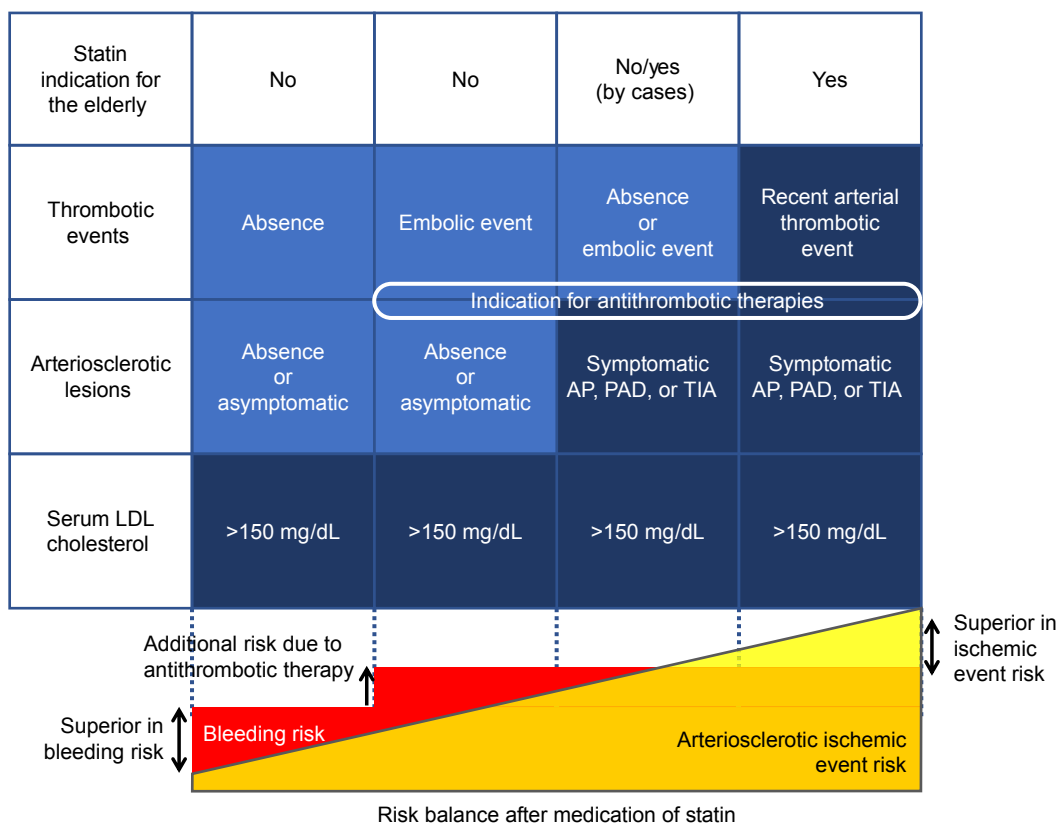 Statin
indication for
the elderly
No
No
No/yes
(by cases)
Yes
Thrombotic
events
Absence
Embolic event
Absence
or
embolic event
Recent arterial
thrombotic
event
Indication for antithrombotic therapies
Arteriosclerotic
lesions
Absence
or
asymptomatic
Absence
or
asymptomatic
Symptomatic
AP, PAD, or TIA
Symptomatic
AP, PAD, or TIA
Serum LDL
cholesterol
>150 mg/dL
>150 mg/dL
>150 mg/dL
>150 mg/dL
Additional risk due to
antithrombotic therapy
Superior in
ischemic
event risk
Superior in
bleeding risk
Bleeding risk
Arteriosclerotic ischemic
event risk
Risk balance after medication of statin